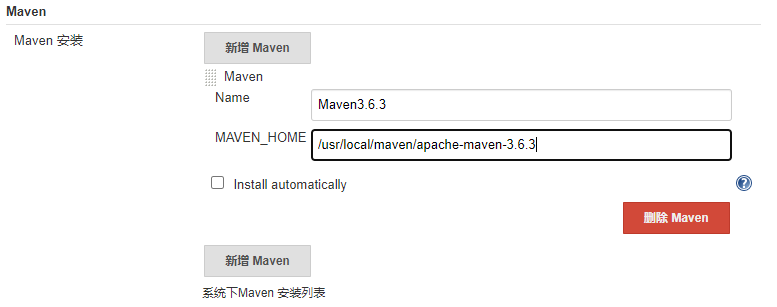 Maven
Maven 安装
新增 Maven
Maven
Name
Maven3.6.3
MAVEN_HOME
/usr/local/maven/apache-maven-3.6.3
Install automatically
?
删除 Maven
新增 Maven
系统下Maven 安装列表